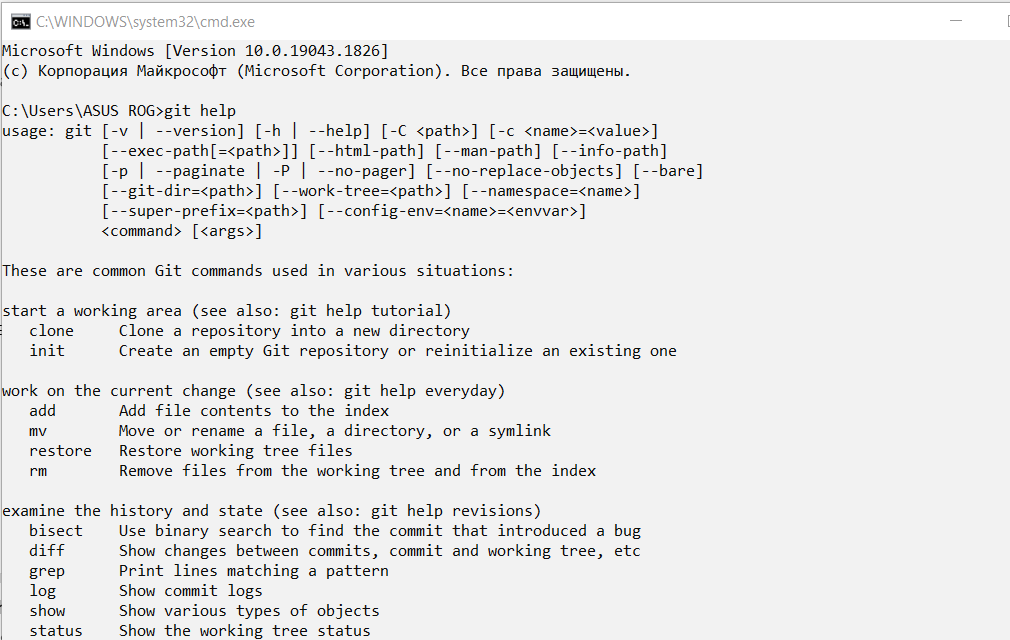 C:\WINDOWS\system32\cmd.exe
Microsoft Windows [Version 10.0.19043.1826]
(c) Корпорация Майкрософт (Microsoft Corporation). Все права защищены.
C:\Users\ASUS ROG>git help
usage: git [-v | --version] [-h | --help] [-C <path>] [-c <name>=<value>]
           [--exec-path[=<path>]] [--html-path] [--man-path] [--info-path]
           [-p | --paginate | -P | --no-pager] [--no-replace-objects] [--bare]
           [--git-dir=<path>] [--work-tree=<path>] [--namespace=<name>]
           [--super-prefix=<path>] [--config-env=<name>=<envvar>]
           <command> [<args>]
These are common Git commands used in various situations:
start a working area (see also: git help tutorial)
   clone     Clone a repository into a new directory
   init      Create an empty Git repository or reinitialize an existing one
work on the current change (see also: git help everyday)
   add       Add file contents to the index
   mv        Move or rename a file, a directory, or a symlink
   restore   Restore working tree files
   rm        Remove files from the working tree and from the index
examine the history and state (see also: git help revisions)
   bisect    Use binary search to find the commit that introduced a bug
   diff      Show changes between commits, commit and working tree, etc
   grep      Print lines matching a pattern
   log       Show commit logs
   show      Show various types of objects
   status    Show the working tree status